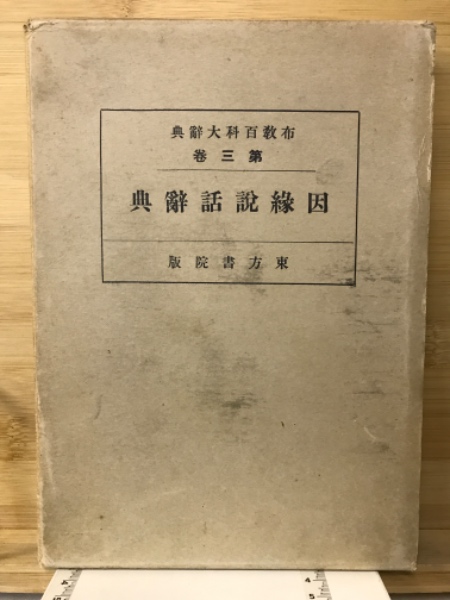 布教百科大辭典
第三卷
因緣說話辭典
東方書院版